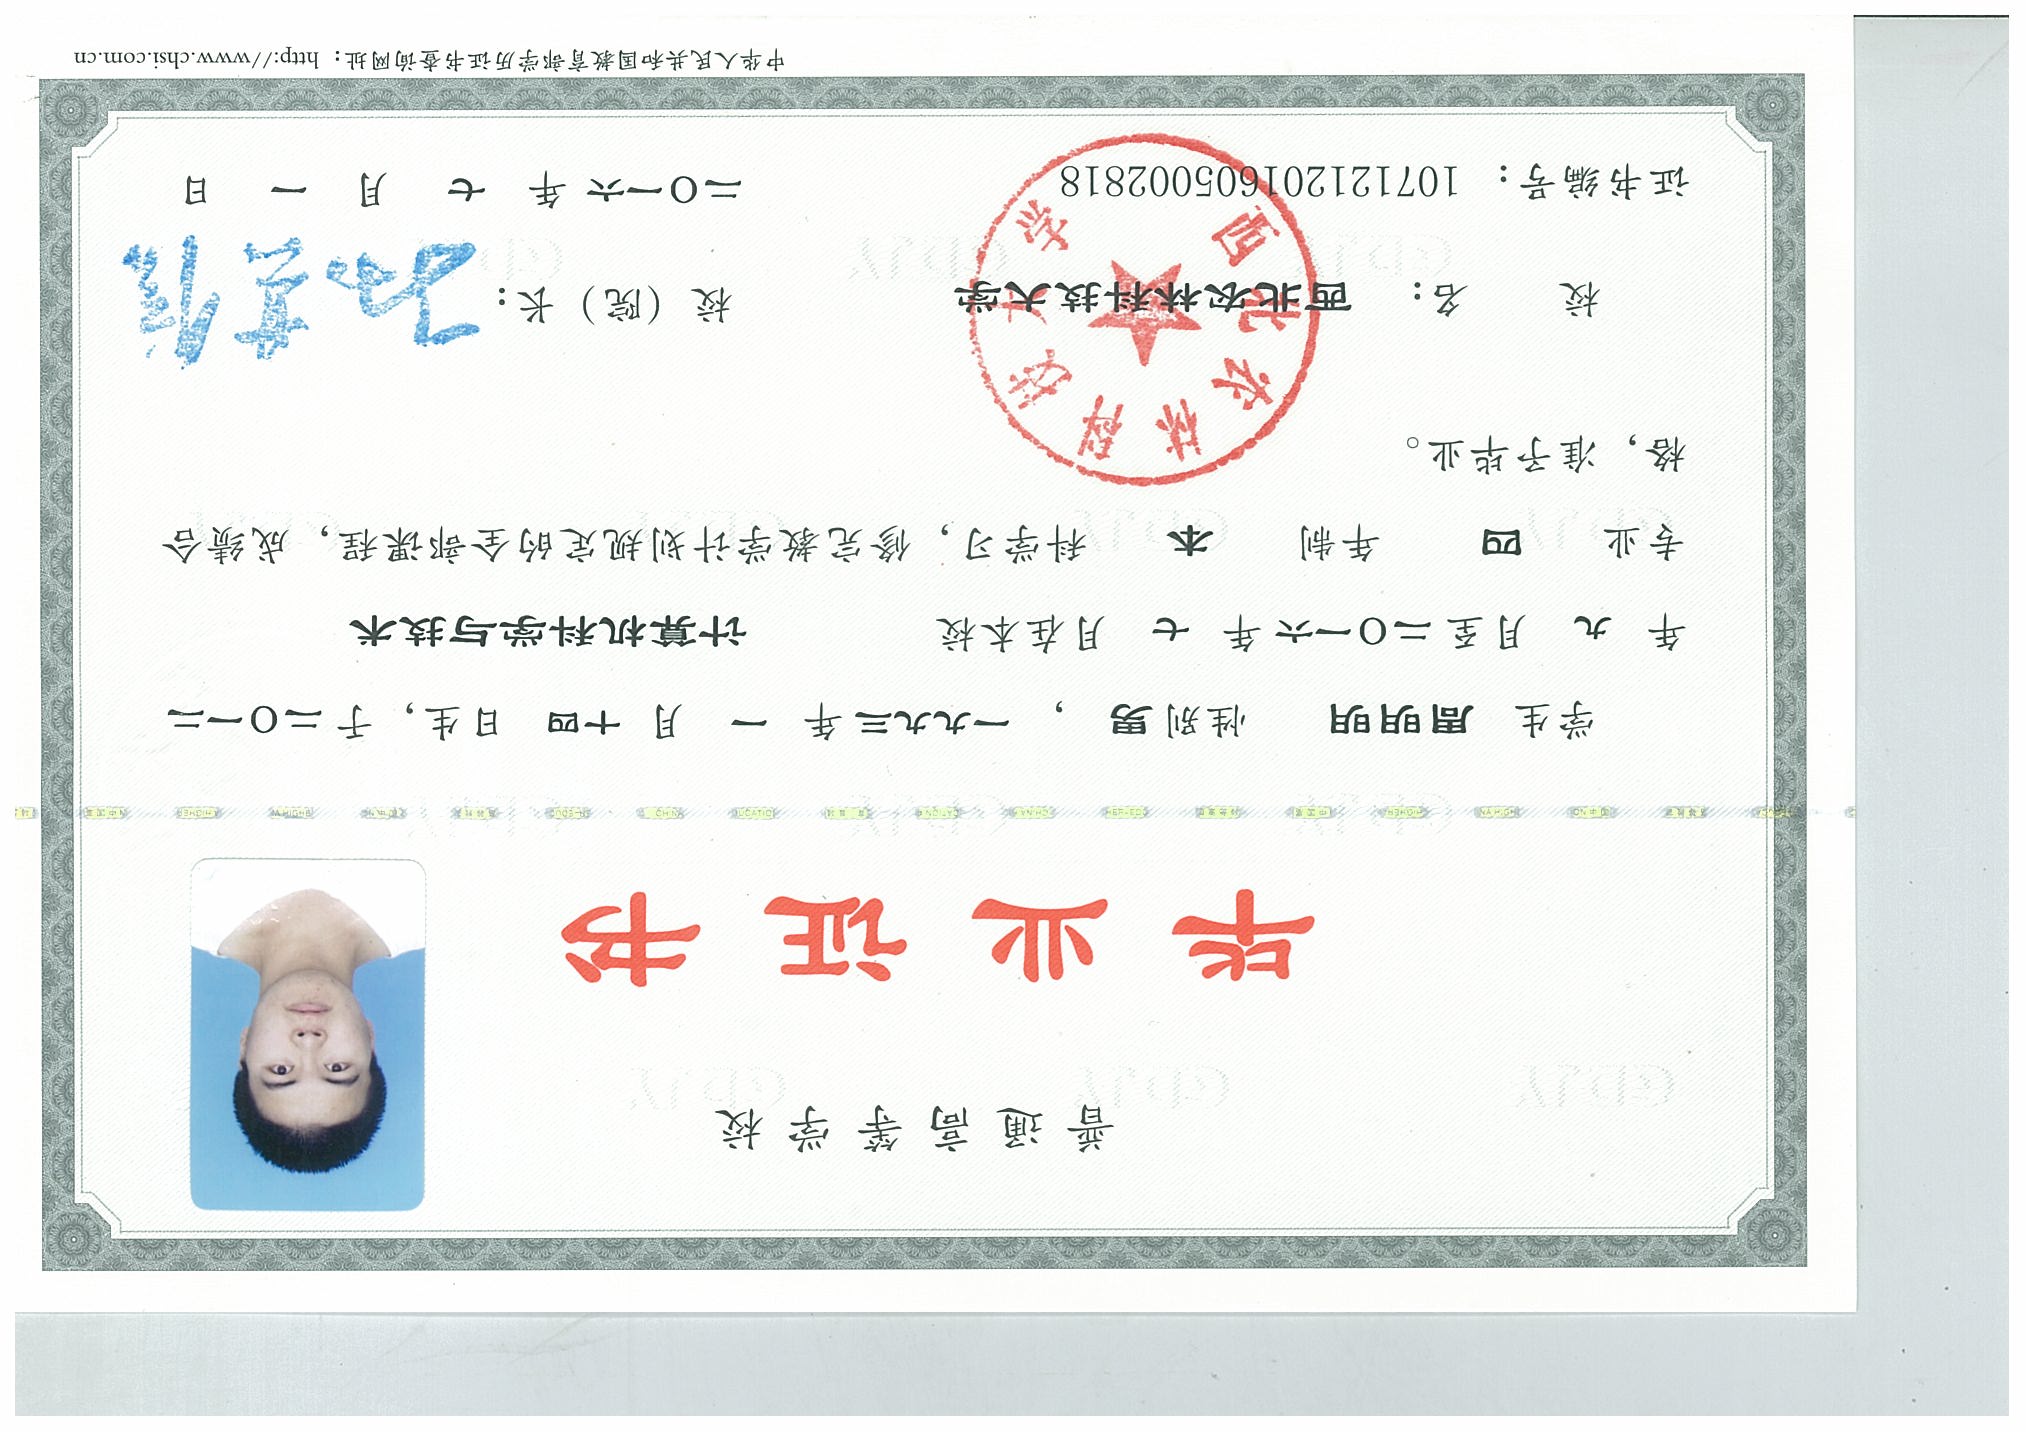 普通高等学校
毕业证书
学生 周明明 性别 男 ， 一九九三年 一 月 十四 日生，于 二〇一二
年 九 月至 二〇一六 年 七 月在本校 计算机科学与技术
专业 四 年制 本 科学习，修完教学计划规定的全部课程，成绩合
格，准予毕业。
校 名： 西北农林科技大学 校（院）长：
西北农林科技大学
证书编号： 107121201605002818 二〇一六 年 七 月 一 日
中华人民共和国教育部学历证书查询网址：http://www.chsi.com.cn